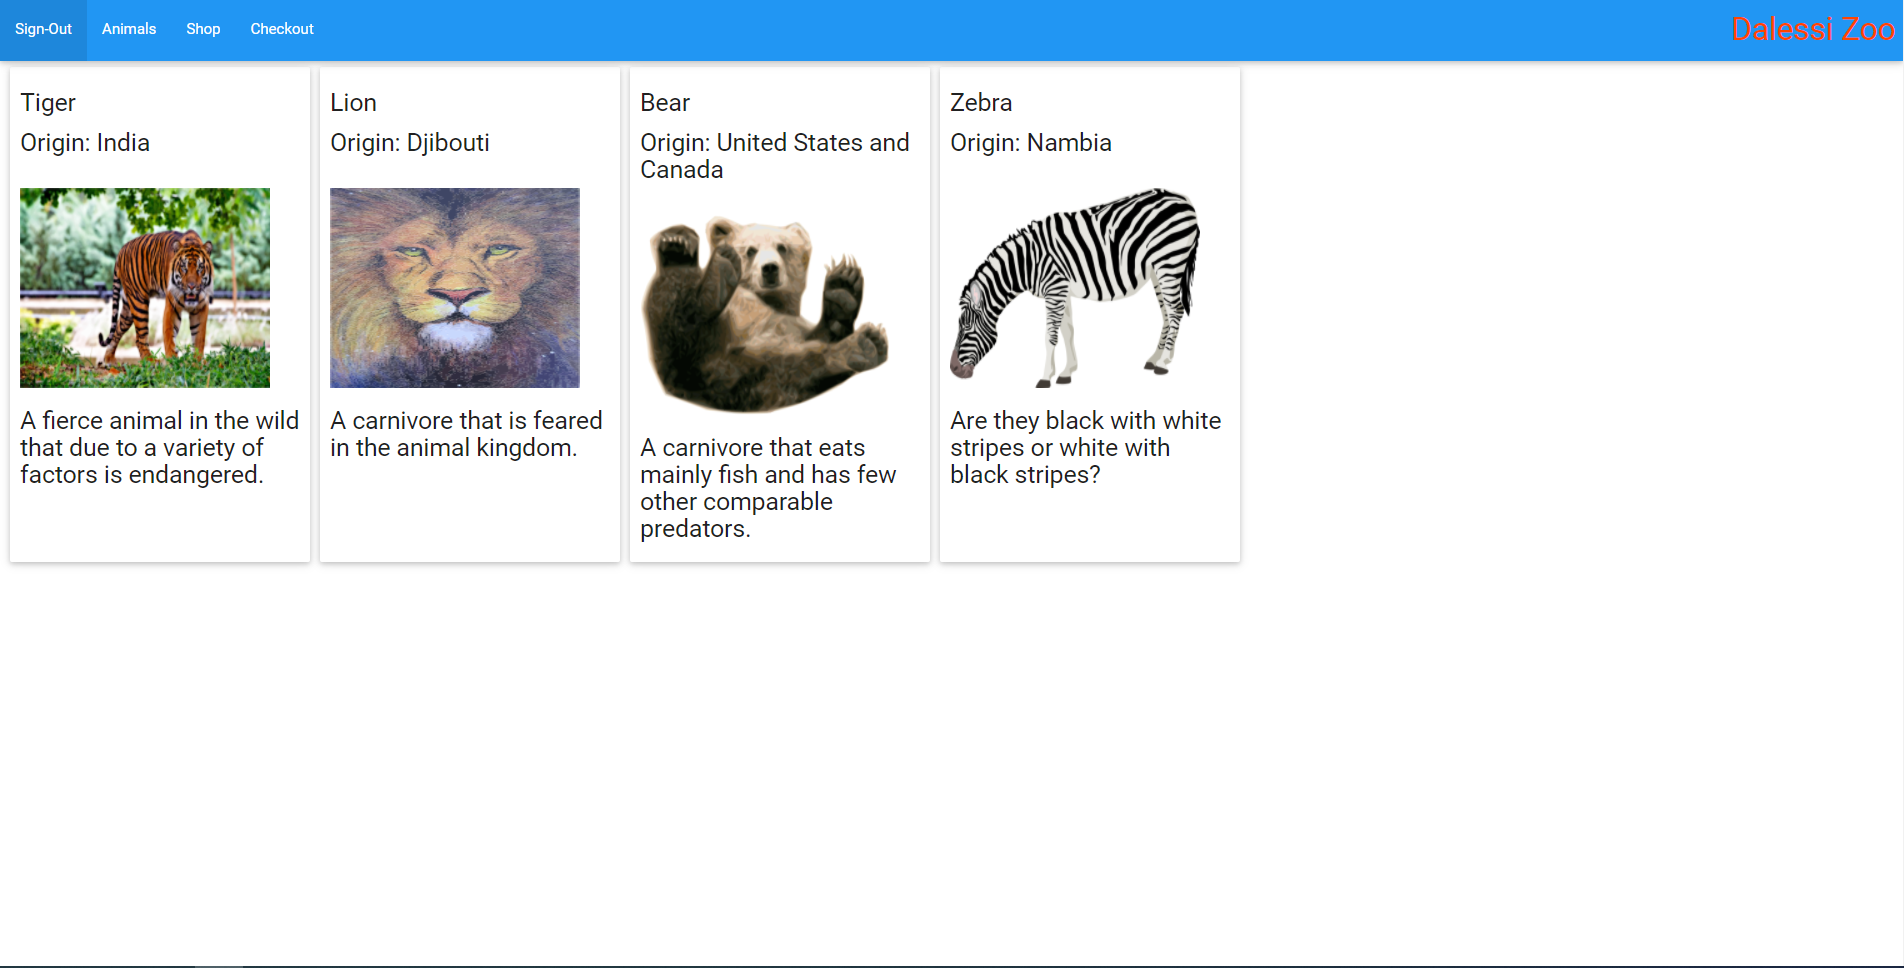 Sign-Out Animals Shop Checkout Dalessi Zoo
Tiger
Origin: India
A fierce animal in the wild
that due to a variety of
factors is endangered.
Lion
Origin: Djibouti
A carnivore that is feared
in the animal kingdom.
Bear
Origin: United States and
Canada
A carnivore that eats
mainly fish and has few
other comparable
predators.
Zebra
Origin: Nambia
Are they black with white
stripes or white with
black stripes?